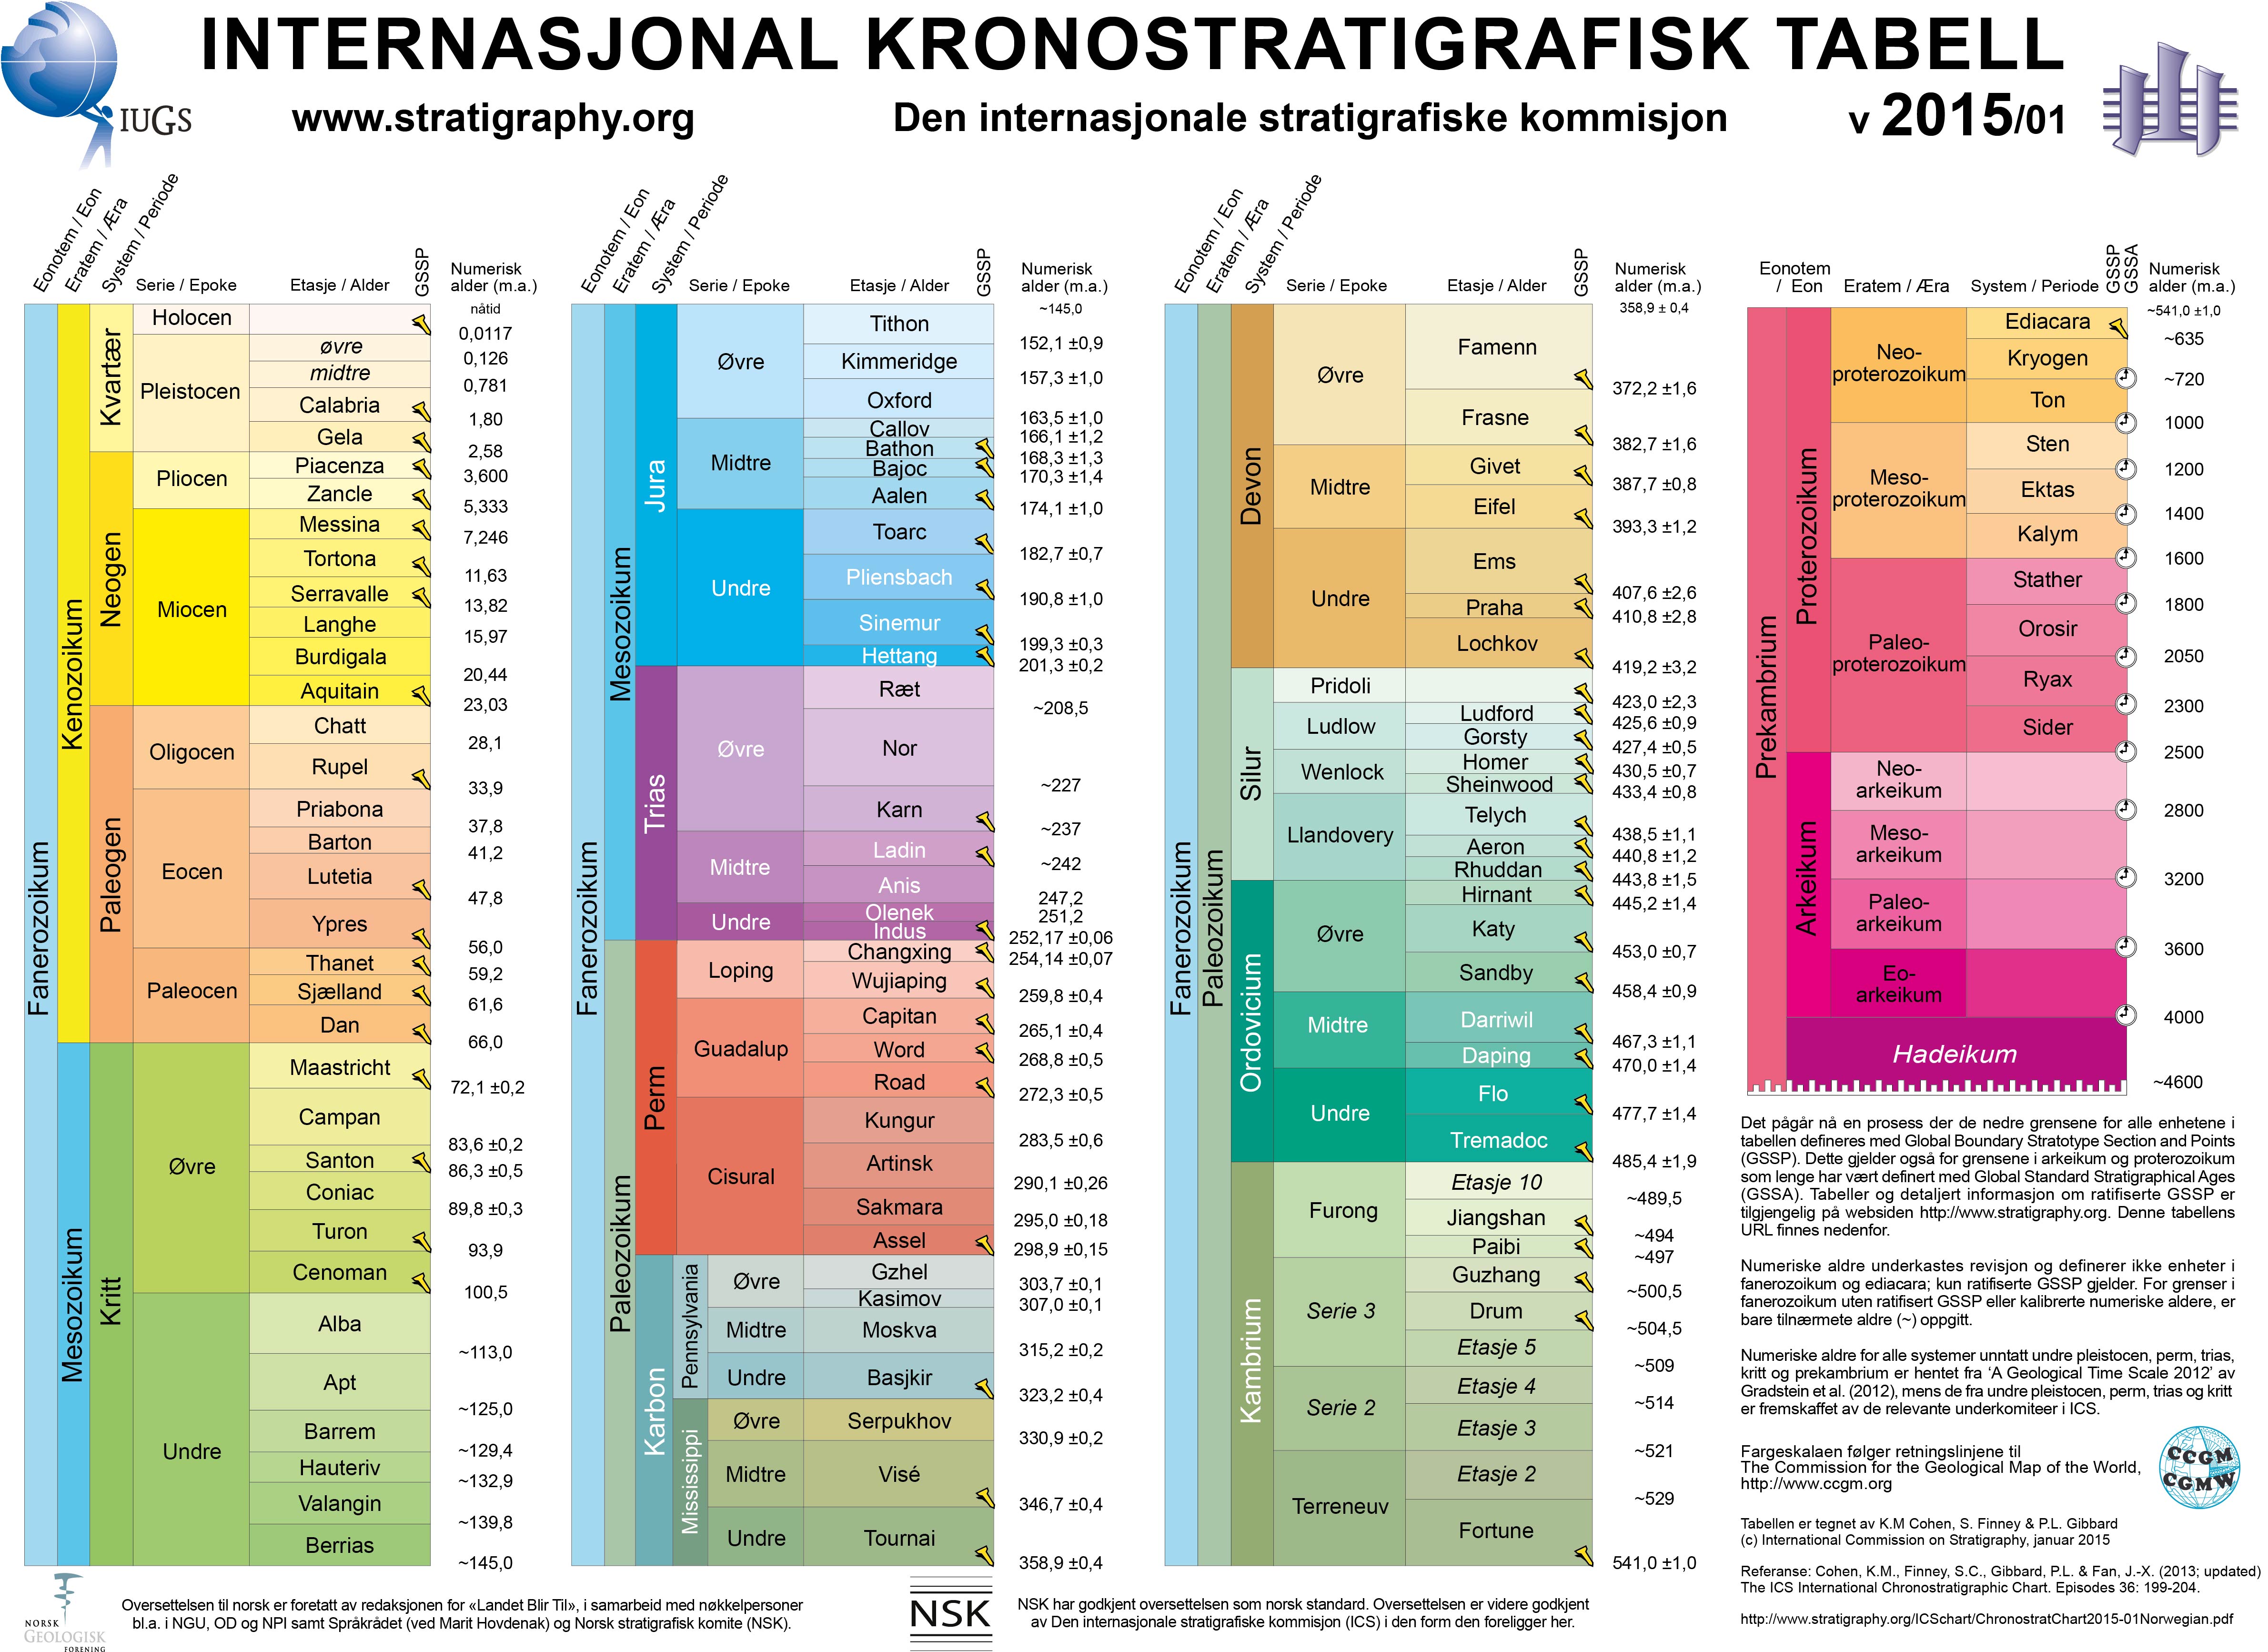 INTERNASJONAL KRONOSTRATIGRAFISK TABELL
IUGS
www.stratigraphy.org
Den internasjonale stratigrafiske kommisjon
v 2015/01
Eonotem / Eon
Eratem / Æra
System / Periode
Serie / Epoke
Etasje / Alder
GSSP
Numerisk
alder (m.a.)
Fanerozoikum
Kenozoikum
Mesozoikum
Kvartær
Neogen
Paleogen
Kritt
Holocen
Pleistocen
Pliocen
Miocen
Oligocen
Eocen
Paleocen
Øvre
Undre
øvre
midtre
Calabria
Gela
Piacenza
Zancle
Messina
Tortona
Serravalle
Langhe
Burdigala
Aquitain
Chatt
Rupel
Priabona
Barton
Lutetia
Ypres
Thanet
Sjælland
Dan
Maastricht
Campan
Santon
Coniac
Turon
Cenoman
Alba
Apt
Barrem
Hauteriv
Valangin
Berrias
nåtid
0,0117
0,126
0,781
1,80
2,58
3,600
5,333
7,246
11,63
13,82
15,97
20,44
23,03
28,1
33,9
37,8
41,2
47,8
56,0
59,2
61,6
66,0
72,1 ±0,2
83,6 ±0,2
86,3 ±0,5
89,8 ±0,3
93,9
100,5
~113,0
~125,0
~129,4
~132,9
~139,8
~145,0
Eonotem / Eon
Eratem / Æra
System / Periode
Serie / Epoke
Etasje / Alder
GSSP
Numerisk
alder (m.a.)
Fanerozoikum
Mesozoikum
Paleozoikum
Jura
Trias
Perm
Karbon
Pennsylvania
Mississippi
Øvre
Midtre
Undre
Øvre
Midtre
Undre
Loping
Guadalup
Cisural
Øvre
Midtre
Undre
Øvre
Midtre
Undre
Tithon
Kimmeridge
Oxford
Callov
Bathon
Bajoc
Aalen
Toarc
Pliensbach
Sinemur
Hettang
Ræt
Nor
Karn
Ladin
Anis
Olenek
Indus
Changxing
Wujiaping
Capitan
Word
Road
Kungur
Artinsk
Sakmara
Assel
Gzhel
Kasimov
Moskva
Basjkir
Serpukhov
Visé
Tournai
~145,0
152,1 ±0,9
157,3 ±1,0
163,5 ±1,0
166,1 ±1,2
168,3 ±1,3
170,3 ±1,4
174,1 ±1,0
182,7 ±0,7
190,8 ±1,0
199,3 ±0,3
201,3 ±0,2
~208,5
~227
~237
~242
247,2
251,2
252,17 ±0,06
254,14 ±0,07
259,8 ±0,4
265,1 ±0,4
268,8 ±0,5
272,3 ±0,5
283,5 ±0,6
290,1 ±0,26
295,0 ±0,18
298,9 ±0,15
303,7 ±0,1
307,0 ±0,1
315,2 ±0,2
323,2 ±0,4
330,9 ±0,2
346,7 ±0,4
358,9 ±0,4
Eonotem / Eon
Eratem / Æra
System / Periode
Serie / Epoke
Etasje / Alder
GSSP
Numerisk
alder (m.a.)
Fanerozoikum
Paleozoikum
Devon
Silur
Ordovicium
Kambrium
Øvre
Midtre
Undre
Pridoli
Ludlow
Wenlock
Llandovery
Øvre
Midtre
Undre
Furong
Serie 3
Serie 2
Terreneuv
Famenn
Frasne
Givet
Eifel
Ems
Praha
Lochkov
Ludford
Gorsty
Homer
Sheinwood
Telych
Aeron
Rhuddan
Hirnant
Katy
Sandby
Darriwil
Daping
Flo
Tremadoc
Etasje 10
Jiangshan
Paibi
Guzhang
Drum
Etasje 5
Etasje 4
Etasje 3
Etasje 2
Fortune
358,9 ± 0,4
372,2 ±1,6
382,7 ±1,6
387,7 ±0,8
393,3 ±1,2
407,6 ±2,6
410,8 ±2,8
419,2 ±3,2
423,0 ±2,3
425,6 ±0,9
427,4 ±0,5
430,5 ±0,7
433,4 ±0,8
438,5 ±1,1
440,8 ±1,2
443,8 ±1,5
445,2 ±1,4
453,0 ±0,7
458,4 ±0,9
467,3 ±1,1
470,0 ±1,4
477,7 ±1,4
485,4 ±1,9
~489,5
~494
~497
~500,5
~504,5
~509
~514
~521
~529
541,0 ±1,0
Eonotem
/ Eon
Eratem / Æra
System / Periode
GSSP
GSSA
Numerisk
alder (m.a.)
Prekambrium
Proterozoikum
Arkeikum
Hadeikum
Neo-
proterozoikum
Meso-
proterozoikum
Paleo-
proterozoikum
Neo-
arkeikum
Meso-
arkeikum
Paleo-
arkeikum
Eo-
arkeikum
Ediacara
Kryogen
Ton
Sten
Ektas
Kalym
Stather
Orosir
Ryax
Sider
~541,0 ±1,0
~635
~720
1000
1200
1400
1600
1800
2050
2300
2500
2800
3200
3600
4000
~4600
Det pågår nå en prosess der de nedre grensene for alle enhetene i
tabellen defineres med Global Boundary Stratotype Section and Points
(GSSP). Dette gjelder også for grensene i arkeikum og proterozoikum
som lenge har vært definert med Global Standard Stratigraphical Ages
(GSSA). Tabeller og detaljert informasjon om ratifiserte GSSP er
tilgjengelig på websiden http://www.stratigraphy.org. Denne tabellens
URL finnes nedenfor.
Numeriske aldre underkastes revisjon og definerer ikke enheter i
fanerozoikum og ediacara; kun ratifiserte GSSP gjelder. For grenser i
fanerozoikum uten ratifisert GSSP eller kalibrerte numeriske aldere, er
bare tilnærmete aldre (~) oppgitt.
Numeriske aldre for alle systemer unntatt undre pleistocen, perm, trias,
kritt og prekambrium er hentet fra ‘A Geological Time Scale 2012’ av
Gradstein et al. (2012), mens de fra undre pleistocen, perm, trias og kritt
er fremskaffet av de relevante underkomiteer i ICS.
Fargeskalaen følger retningslinjene til
The Commission for the Geological Map of the World,
http://www.ccgm.org
CCGM
CGMW
Tabellen er tegnet av K.M Cohen, S. Finney & P.L. Gibbard
(c) International Commission on Stratigraphy, januar 2015
Referanse: Cohen, K.M., Finney, S.C., Gibbard, P.L. & Fan, J.-X. (2013; updated)
The ICS International Chronostratigraphic Chart. Episodes 36: 199-204.
http://www.stratigraphy.org/ICSchart/ChronostratChart2015-01Norwegian.pdf
NORSK
GEOLOGISK
FORENING
Oversettelsen til norsk er foretatt av redaksjonen for «Landet Blir Til», i samarbeid med nøkkelpersoner
bl.a. i NGU, OD og NPI samt Språkrådet (ved Marit Hovdenak) og Norsk stratigrafisk komite (NSK).
NSK
NSK har godkjent oversettelsen som norsk standard. Oversettelsen er videre godkjent
av Den internasjonale stratigrafiske kommisjon (ICS) i den form den foreligger her.